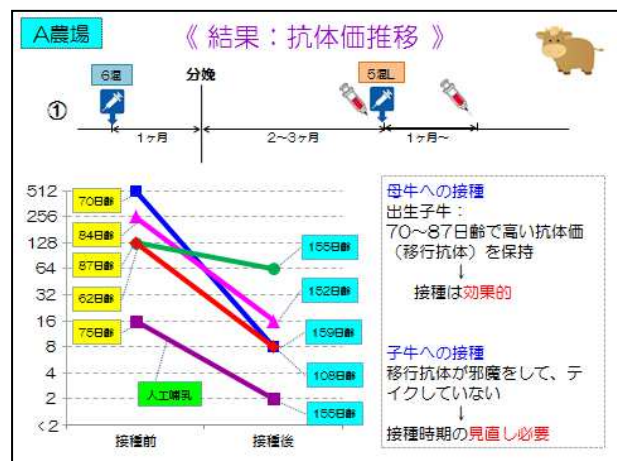 A農場
《 結果：抗体価推移 》
①
6混
分娩
5混L
1ヶ月
2～3ヶ月
1ヶ月～
512
256
128
64
32
16
8
4
2
<2
70日齢
84日齢
87日齢
62日齢
75日齢
人工哺乳
155日齢
152日齢
159日齢
108日齢
155日齢
接種前
接種後
母牛への接種
出生子牛：
70～87日齢で高い抗体価
（移行抗体）を保持
↓
接種は効果的
子牛への接種
移行抗体が邪魔をして、テ
イクしていない
↓
接種時期の見直し必要